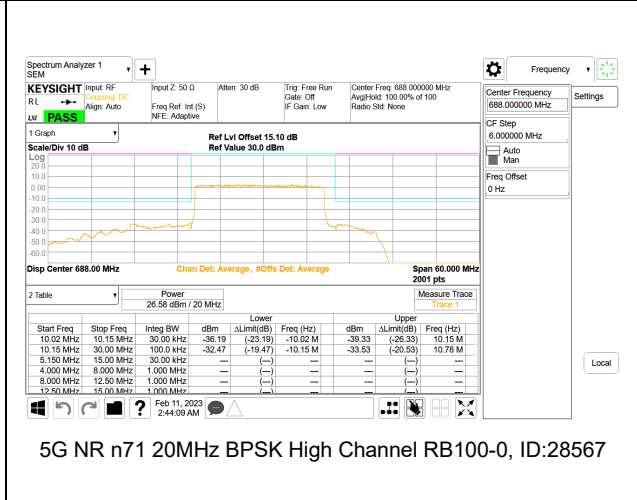 Spectrum Analyzer 1
SEM
+
Frequency
KEYSIGHT Input: RF Input Z: 50 Ω Atten: 30 dB Trig: Free Run Center Freq: 688.000000 MHz
RL Coupling: DC Gate: Off Avg|Hold: 100.00% of 100
Align: Auto Freq Ref: Int (S) IF Gain: Low Radio Std: None
PASS NFE: Adaptive
Center Frequency
688.000000 MHz
Settings
CF Step
6.000000 MHz
Auto
Man
Freq Offset
0 Hz
1 Graph
Ref Lvl Offset 15.10 dB
Scale/Div 10 dB Ref Value 30.0 dBm
Log
20.0
10.0
0.00
-10.0
-20.0
-30.0
-40.0
-50.0
-60.0
Disp Center 688.00 MHz Chan Det: Average, #Offs Det: Average Span 60.000 MHz
2001 pts
2 Table Power Measure Trace
26.58 dBm / 20 MHz Trace 1
Lower Upper
Start Freq Stop Freq Integ BW dBm ΔLimit(dB) Freq (Hz) dBm ΔLimit(dB) Freq (Hz)
10.02 MHz 10.15 MHz 30.00 kHz -36.19 (-23.19) -10.02 M -39.33 (-26.33) 10.15 M
10.15 MHz 30.00 MHz 100.0 kHz -32.47 (-19.47) -10.15 M -33.53 (-20.53) 10.78 M
5.150 MHz 15.00 MHz 30.00 kHz --- (---) --- --- (---) ---
4.000 MHz 8.000 MHz 1.000 MHz --- (---) --- --- (---) ---
8.000 MHz 12.50 MHz 1.000 MHz --- (---) --- --- (---) ---
12.50 MHz 15.00 MHz 1.000 MHz --- (---) --- --- (---) ---
Local
? Feb 11, 2023
2:44:09 AM
5G NR n71 20MHz BPSK High Channel RB100-0, ID:28567